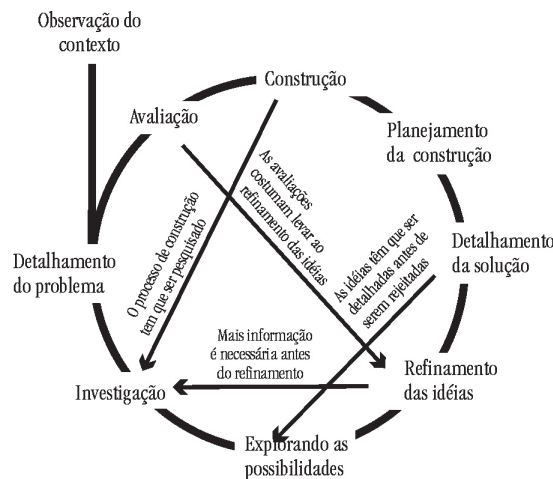 Observação do
contexto
Construção
Avaliação
Planejamento
da construção
As avaliações
costumam levar ao
refinamento das idéias
O processo de construção
tem que ser pesquisado
As idéias têm que ser
detalhadas antes de
serem rejeitadas
Detalhamento
da solução
Detalhamento
do problema
Mais informação
é necessária antes
do refinamento
Refinamento
das idéias
Investigação
Explorando as
possibilidades